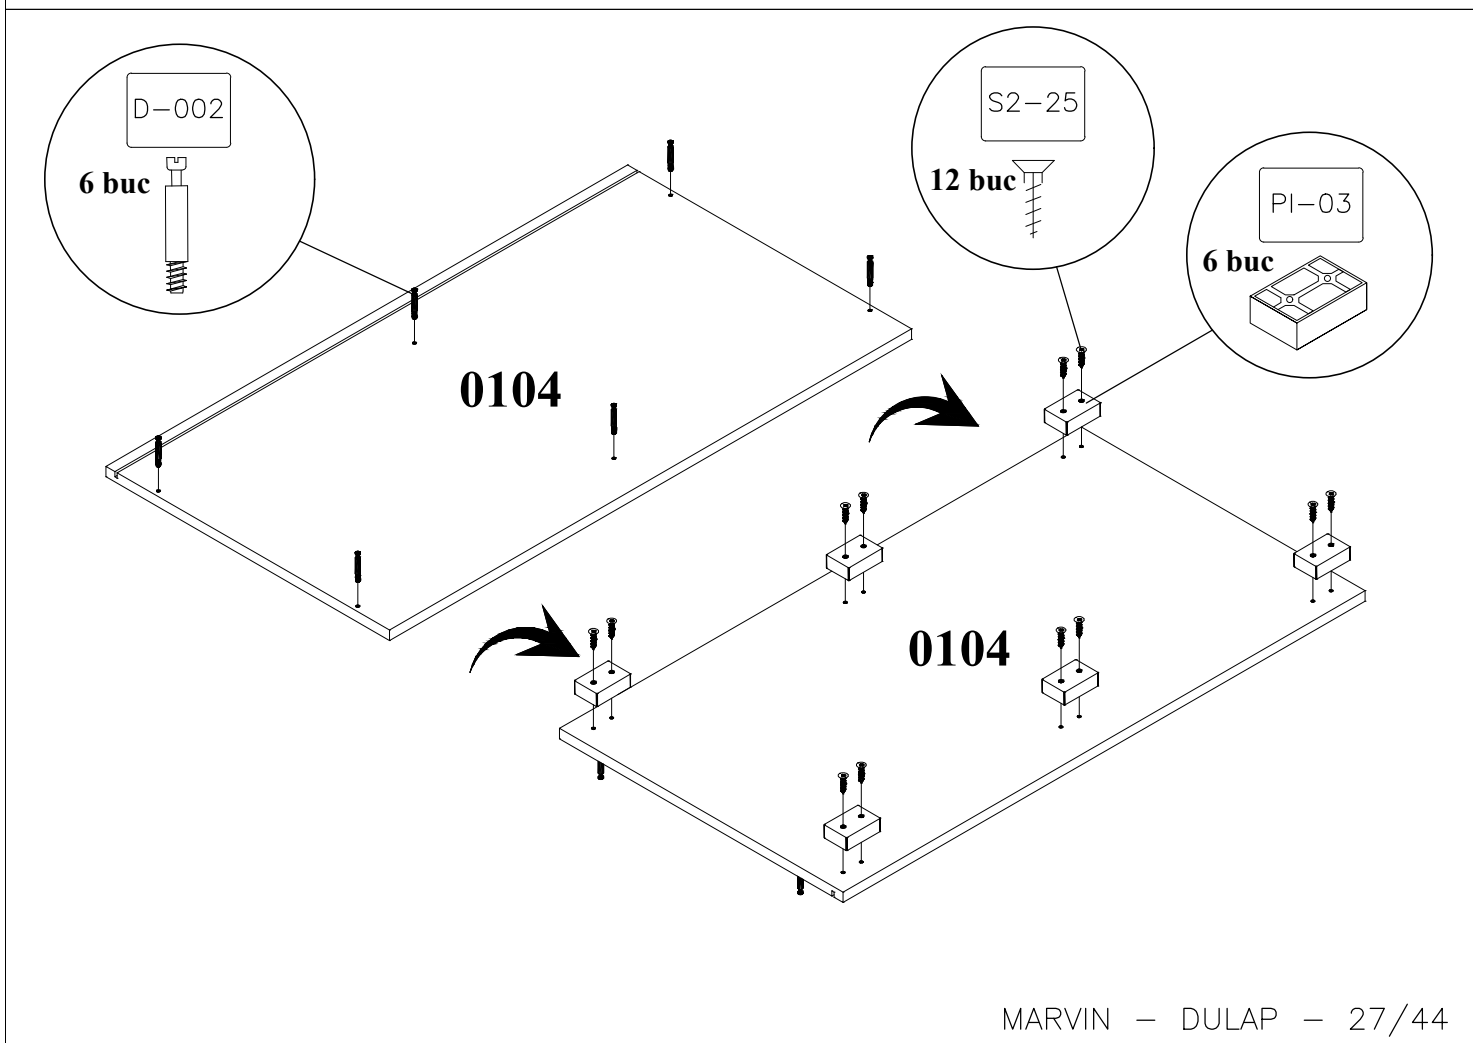 D-002
6 buc
S2-25
12 buc
PI-03
6 buc
0104
0104
MARVIN - DULAP - 27/44